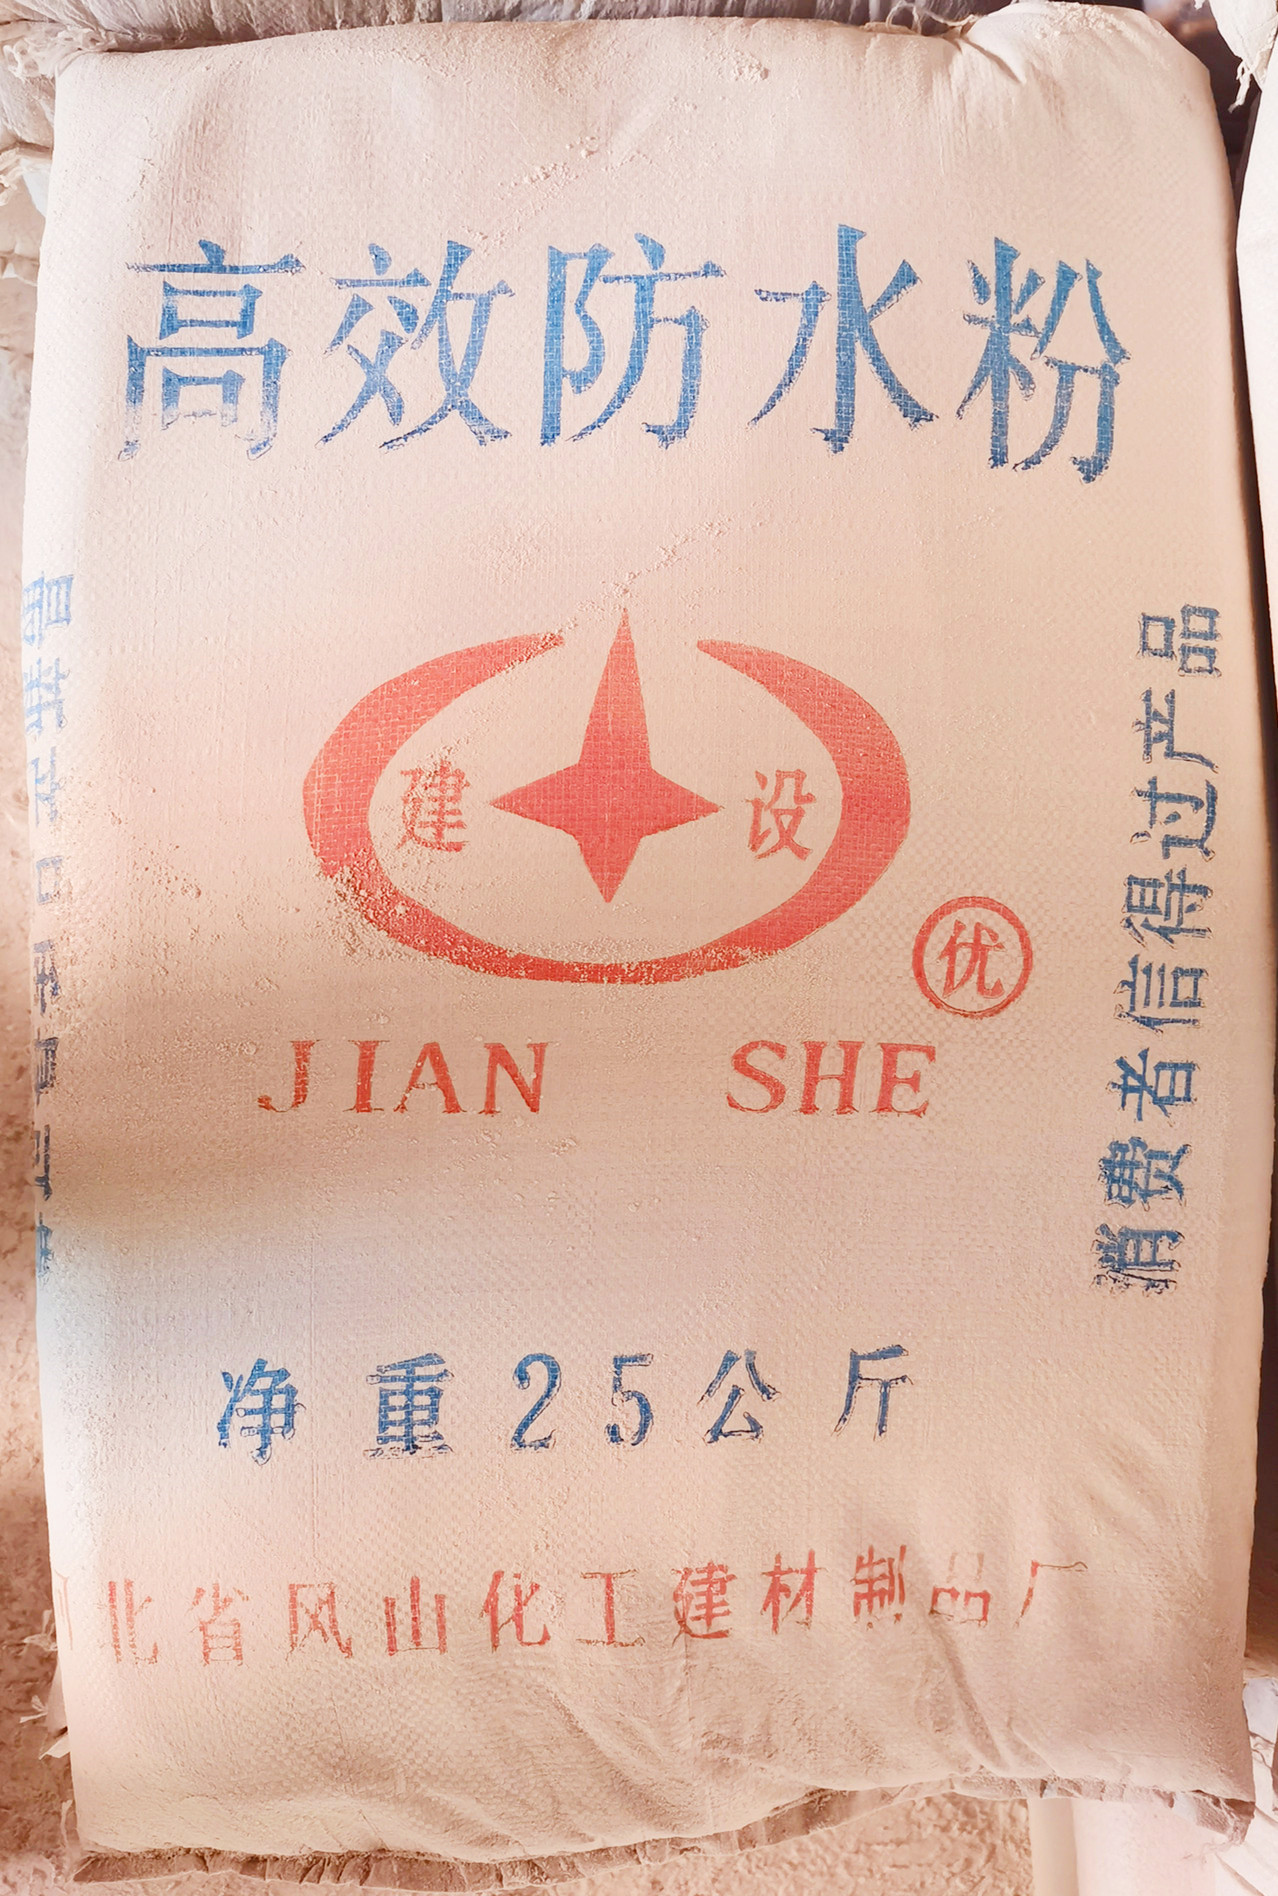 高效防水粉
建 设
优
JIAN SHE
消费者信得过产品
净重25公斤
北省风山化工建材制品厂